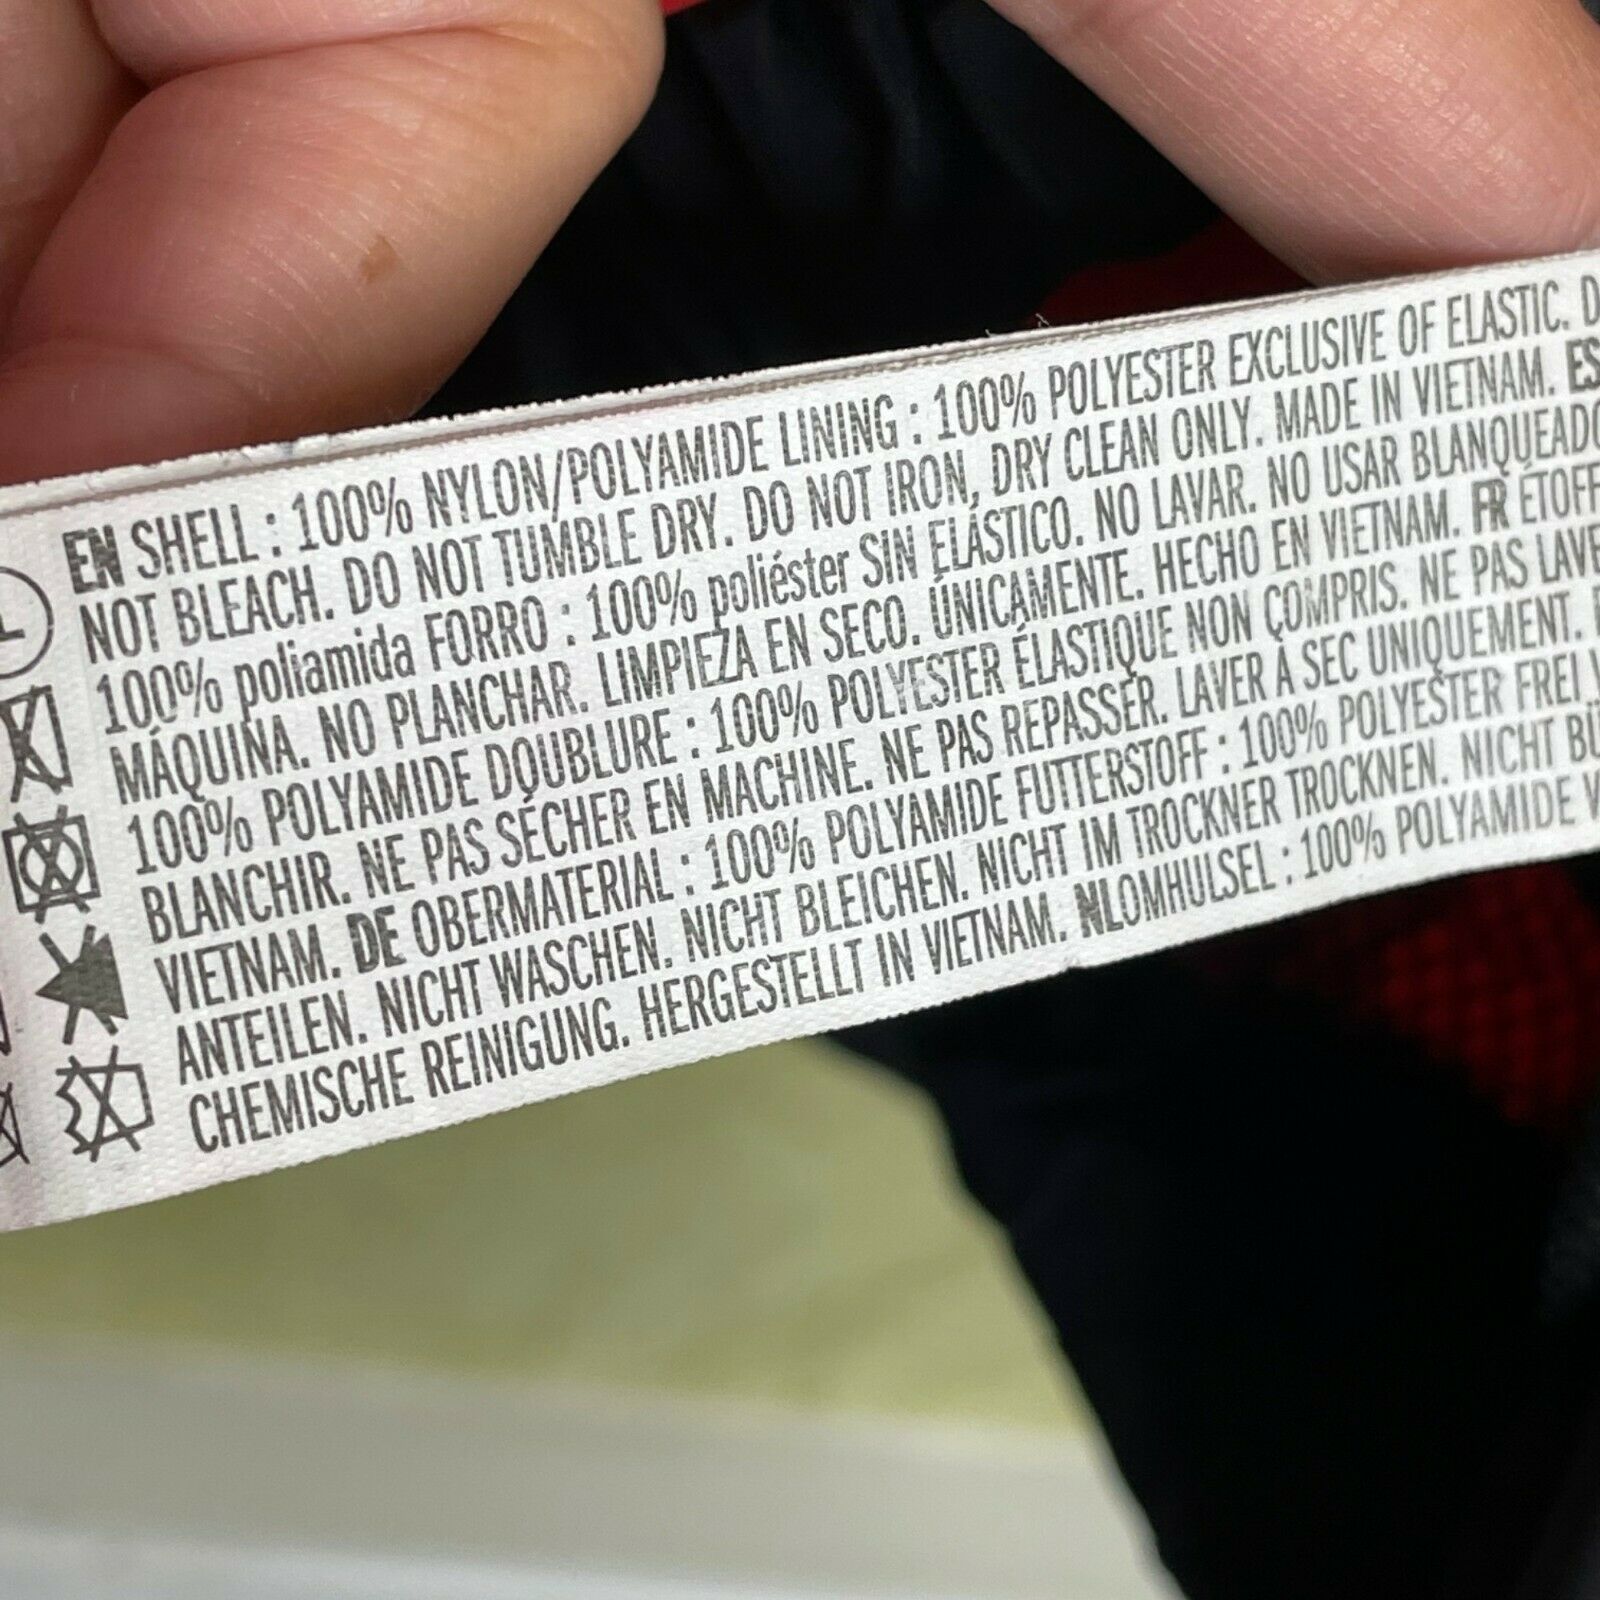 EN SHELL : 100% NYLON/POLYAMIDE LINING : 100% POLYESTER EXCLUSIVE OF ELASTIC.
NOT BLEACH. DO NOT TUMBLE DRY. DO NOT IRON, DRY CLEAN ONLY. MADE IN VIETNAM. ES
100% poliamida FORRO : 100% poliéster SIN ELÁSTICO. NO LAVAR. NO USAR BLANQUEADO
MÁQUINA. NO PLANCHAR. LIMPIEZA EN SECO. ÚNICAMENTE. HECHO EN VIETNAM. FR ÉTOFF
100% POLYAMIDE DOUBLURE : 100% POLYESTER ÉLASTIQUE NON COMPRIS. NE PAS LAVE
BLANCHIR. NE PAS SÉCHER EN MACHINE. NE PAS REPASSER. LAVER À SEC UNIQUEMENT.
VIETNAM. DE OBERMATERIAL : 100% POLYAMIDE FUTTERSTOFF : 100% POLYESTER FREI
ANTEILEN. NICHT WASCHEN. NICHT BLEICHEN. NICHT IM TROCKNER TROCKNEN. NICHT BÜ
CHEMISCHE REINIGUNG. HERGESTELLT IN VIETNAM. NLOMHULSEL : 100% POLYAMIDE V